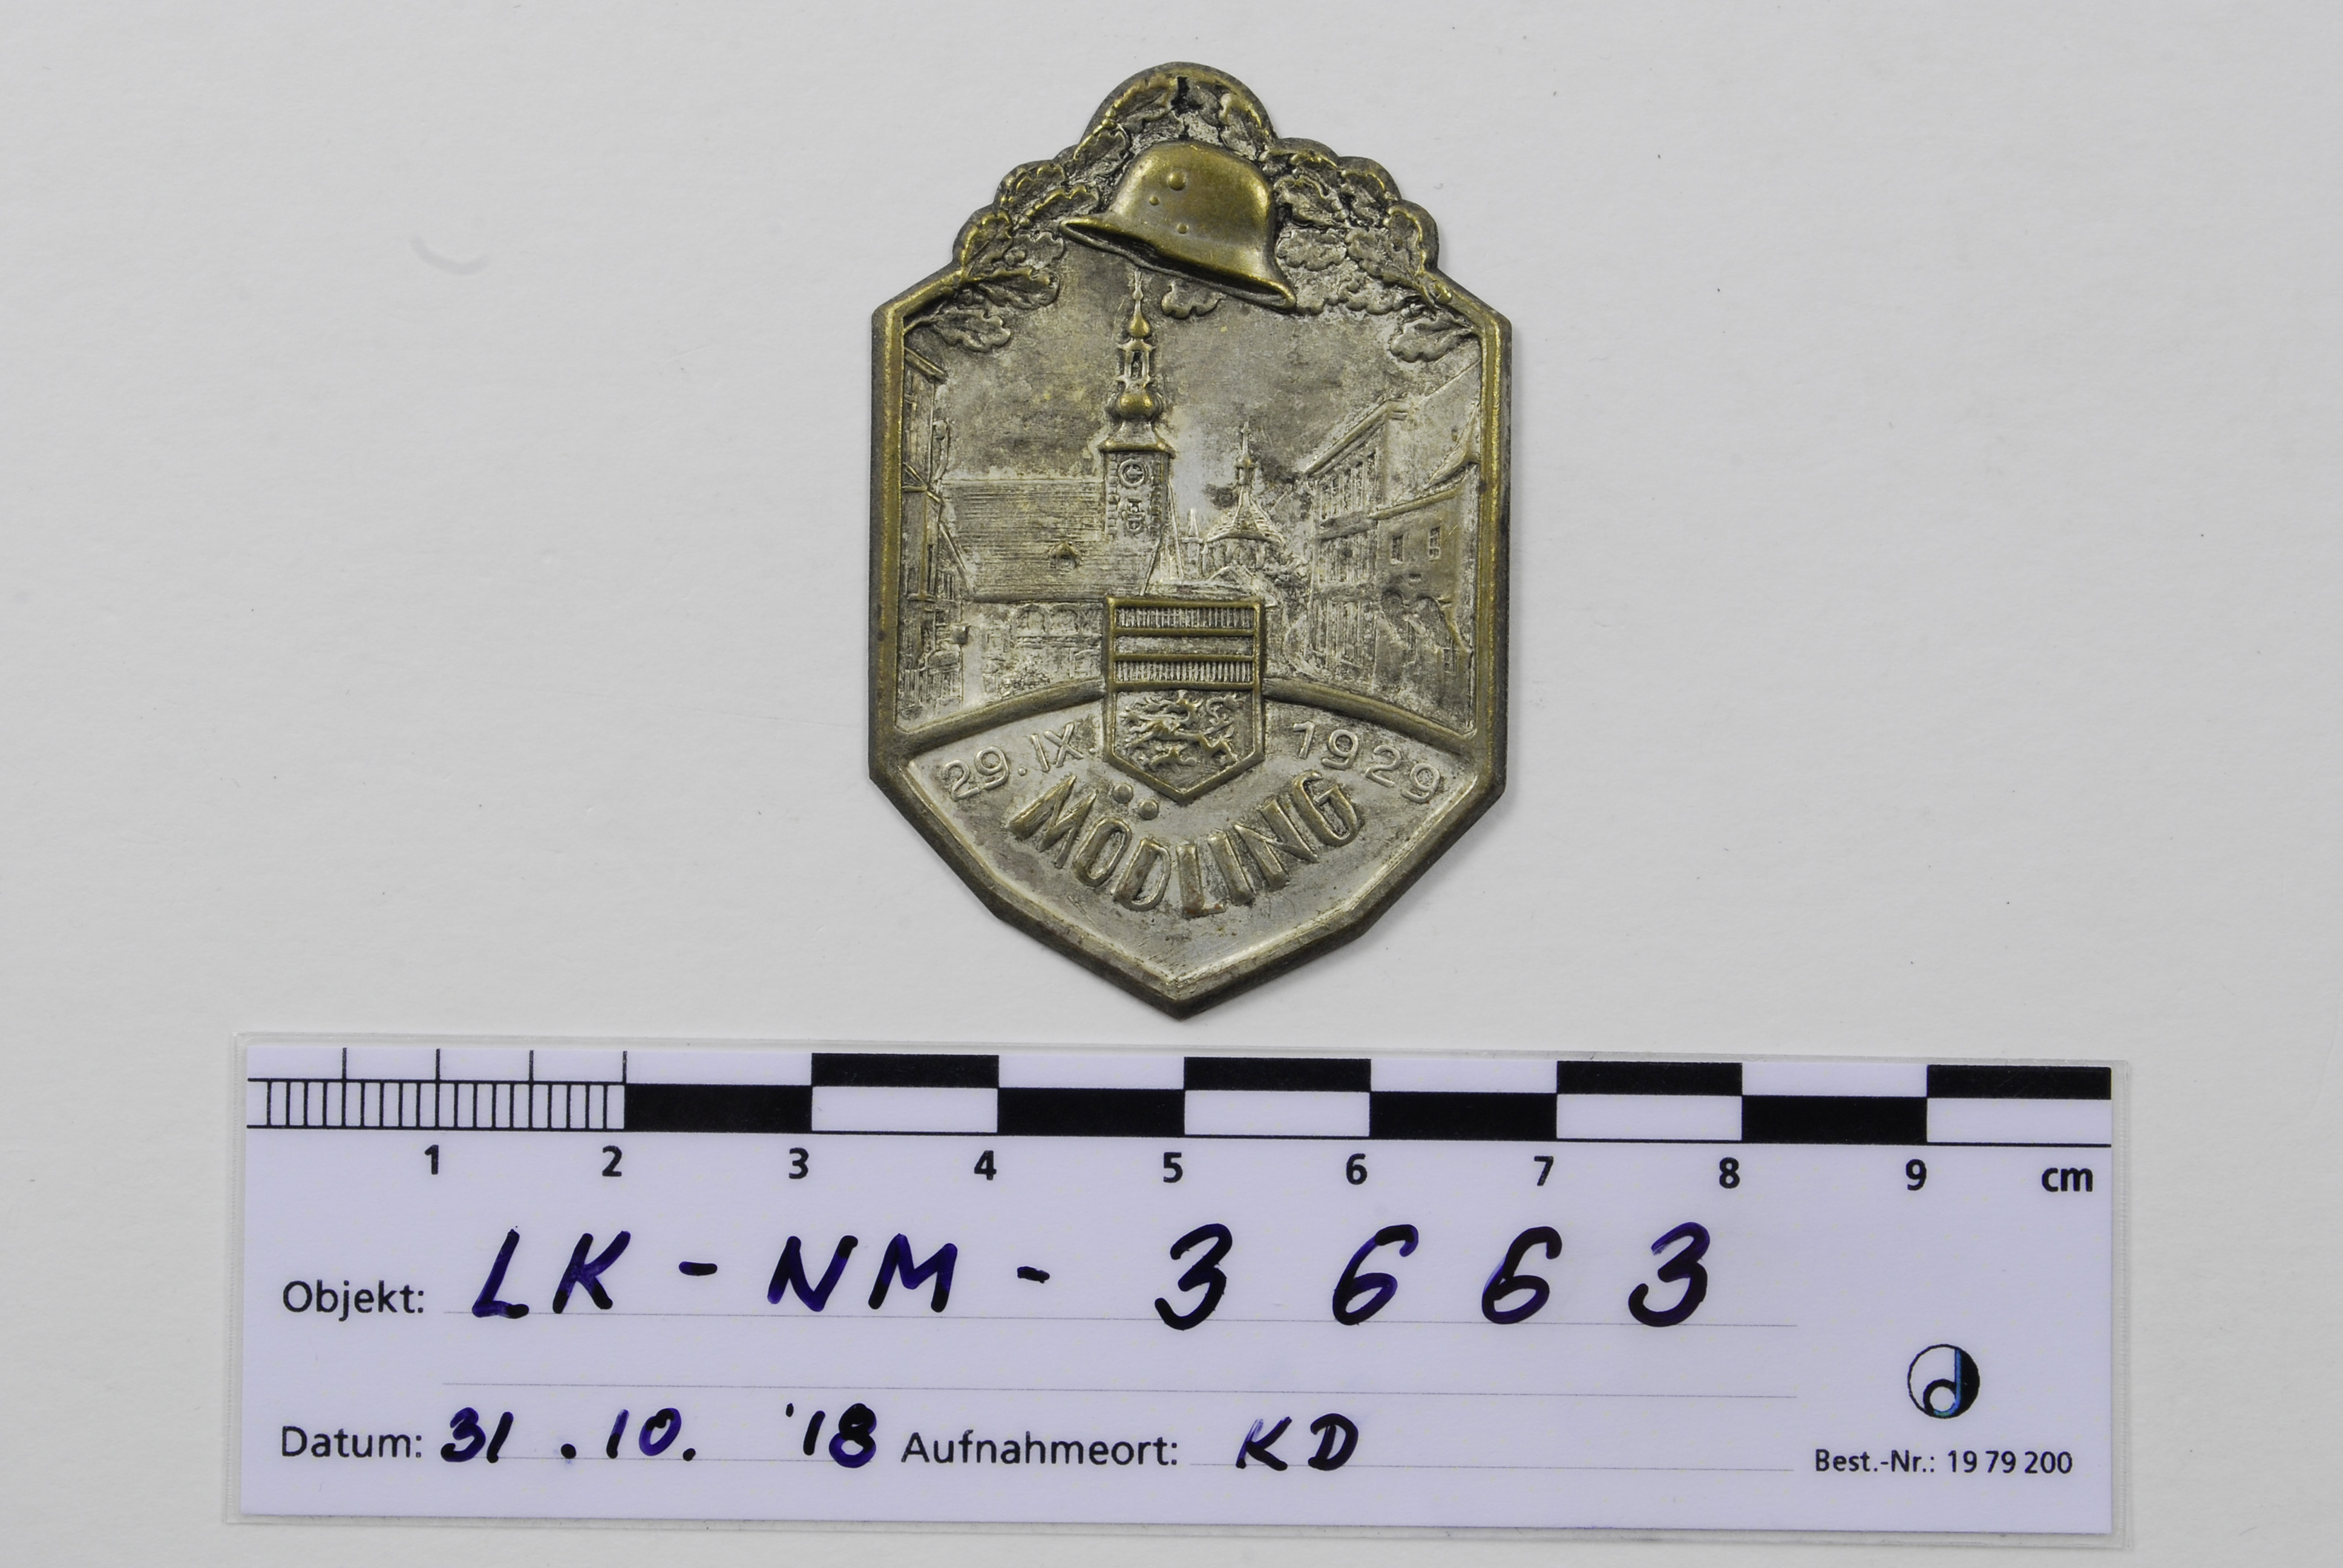 29. IX. 1929
MÖDLING
1 2 3 4 5 6 7 8 9 cm
Objekt: LK-NM-3663
Datum: 31.10. '18 Aufnahmeort: KD
Best.-Nr.: 19 79 200